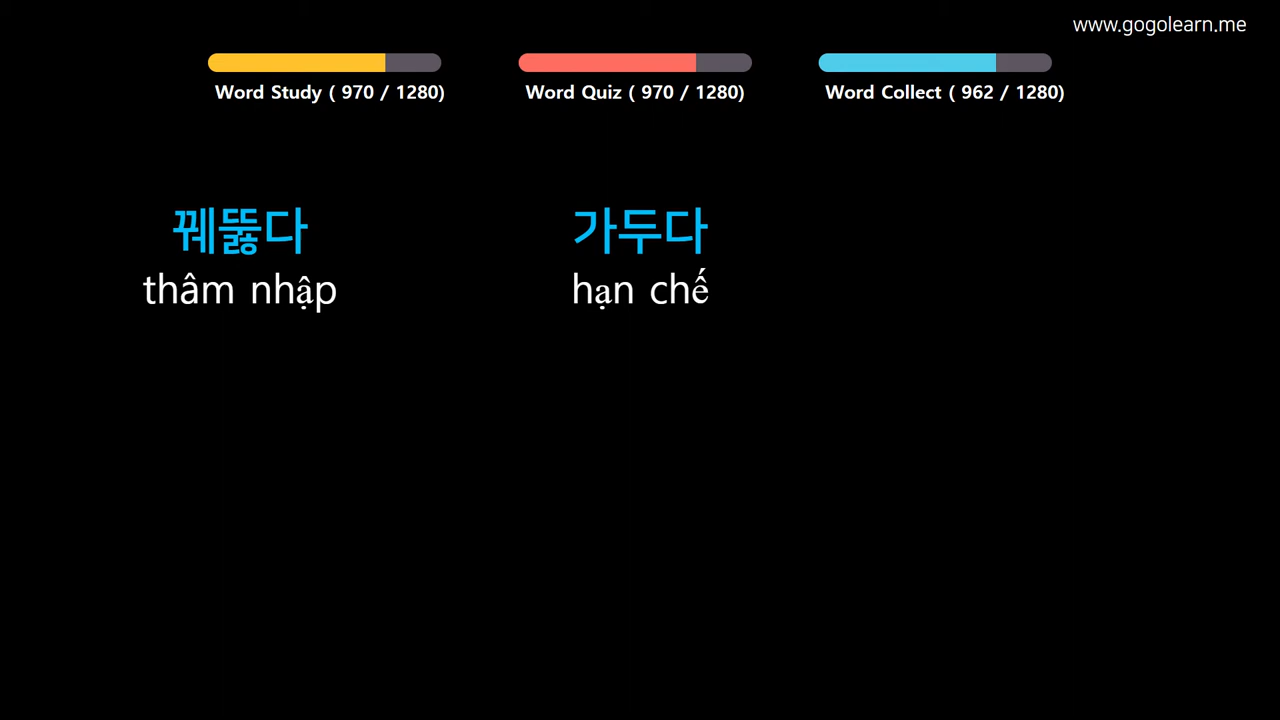 www.gogolearn.me
Word Study ( 970 / 1280)
Word Quiz ( 970 / 1280)
Word Collect ( 962 / 1280)
꿰뚫다
thâm nhập
가두다
hạn chế